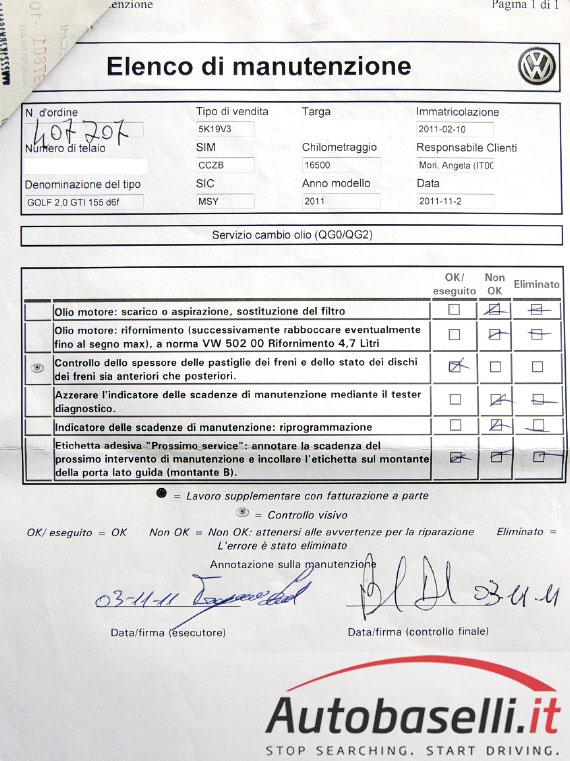 Pagina 1 di 1
Elenco di manutenzione
N. d'ordine
407207
Tipo di vendita
5K19V3
Targa
Immatricolazione
2011-02-10
Numero di telaio
SIM
CCZB
Chilometraggio
16500
Responsabile Clienti
Mori, Angela (IT00
Denominazione del tipo
GOLF 2.0 GTI 155 d6f
SIC
MSY
Anno modello
2011
Data
2011-11-2
Servizio cambio olio (QG0/QG2)
OK/
eseguito
Non
OK
Eliminato
Olio motore: scarico o aspirazione, sostituzione del filtro
Olio motore: rifornimento (successivamente rabboccare eventualmente
fino al segno max), a norma VW 502 00 Rifornimento 4,7 Litri
Controllo dello spessore delle pastiglie dei freni e dello stato dei dischi
dei freni sia anteriori che posteriori.
Azzerare l'indicatore delle scadenze di manutenzione mediante il tester
diagnostico.
Indicatore delle scadenze di manutenzione: riprogrammazione
Etichetta adesiva "Prossimo service": annotare la scadenza del
prossimo intervento di manutenzione e incollare l'etichetta sul montante
della porta lato guida (montante B).
= Lavoro supplementare con fatturazione a parte
= Controllo visivo
OK/ eseguito = OK Non OK = Non OK: attenersi alle avvertenze per la riparazione Eliminato =
L'errore è stato eliminato
Annotazione sulla manutenzione
03-11-11
03-11-11
Data/firma (esecutore)
Data/firma (controllo finale)
Autobaselli.it
STOP SEARCHING. START DRIVING.